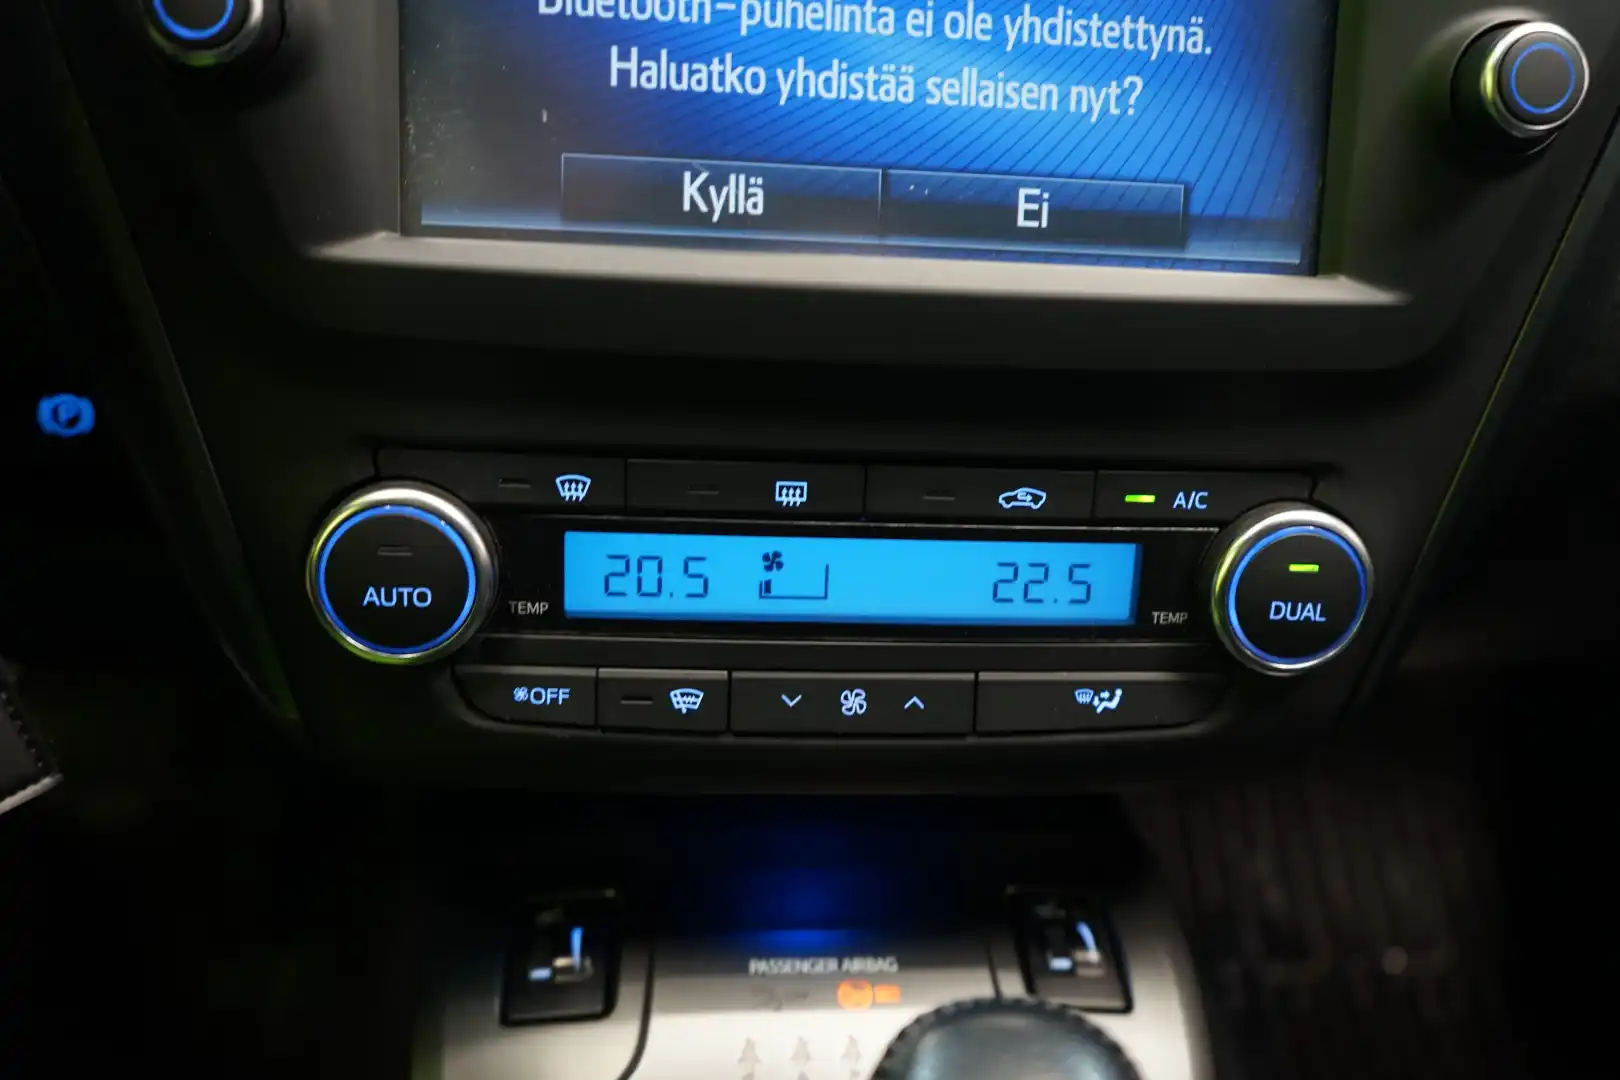 Bluetooth-puhelinta ei ole yhdistettynä.
Haluatko yhdistää sellaisen nyt?
Kyllä Ei
P
A/C
20.5 22.5
AUTO TEMP TEMP DUAL
OFF
PASSENGER AIRBAG